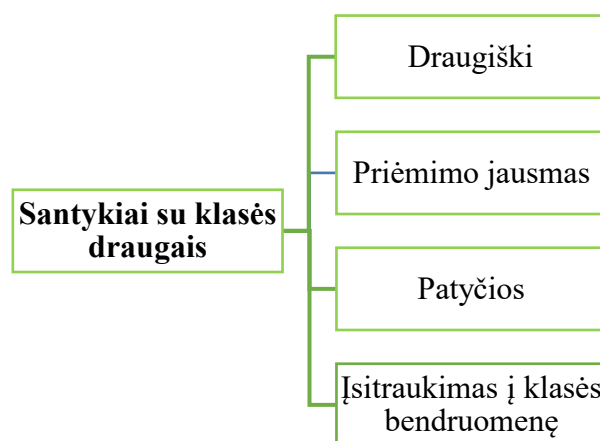 Santykiai su klasės
draugais
Draugiški
Priėmimo jausmas
Patyčios
Įsitraukimas į klasės
bendruomenę